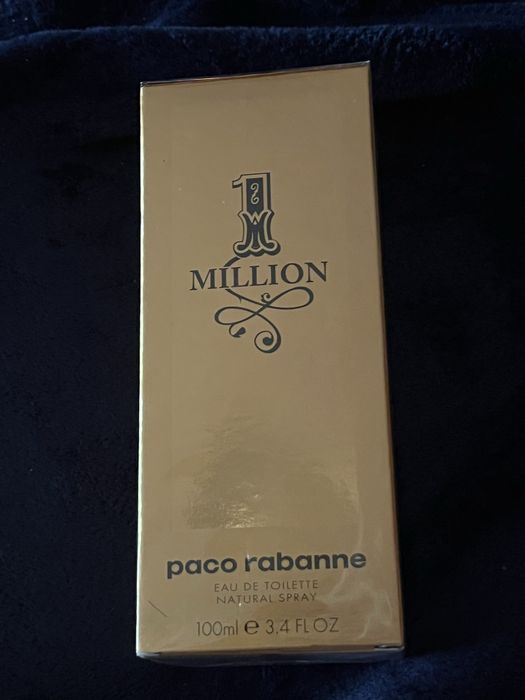 1
MILLION
paco rabanne
EAU DE TOILETTE
NATURAL SPRAY
100ml ℮ 3.4 FL OZ